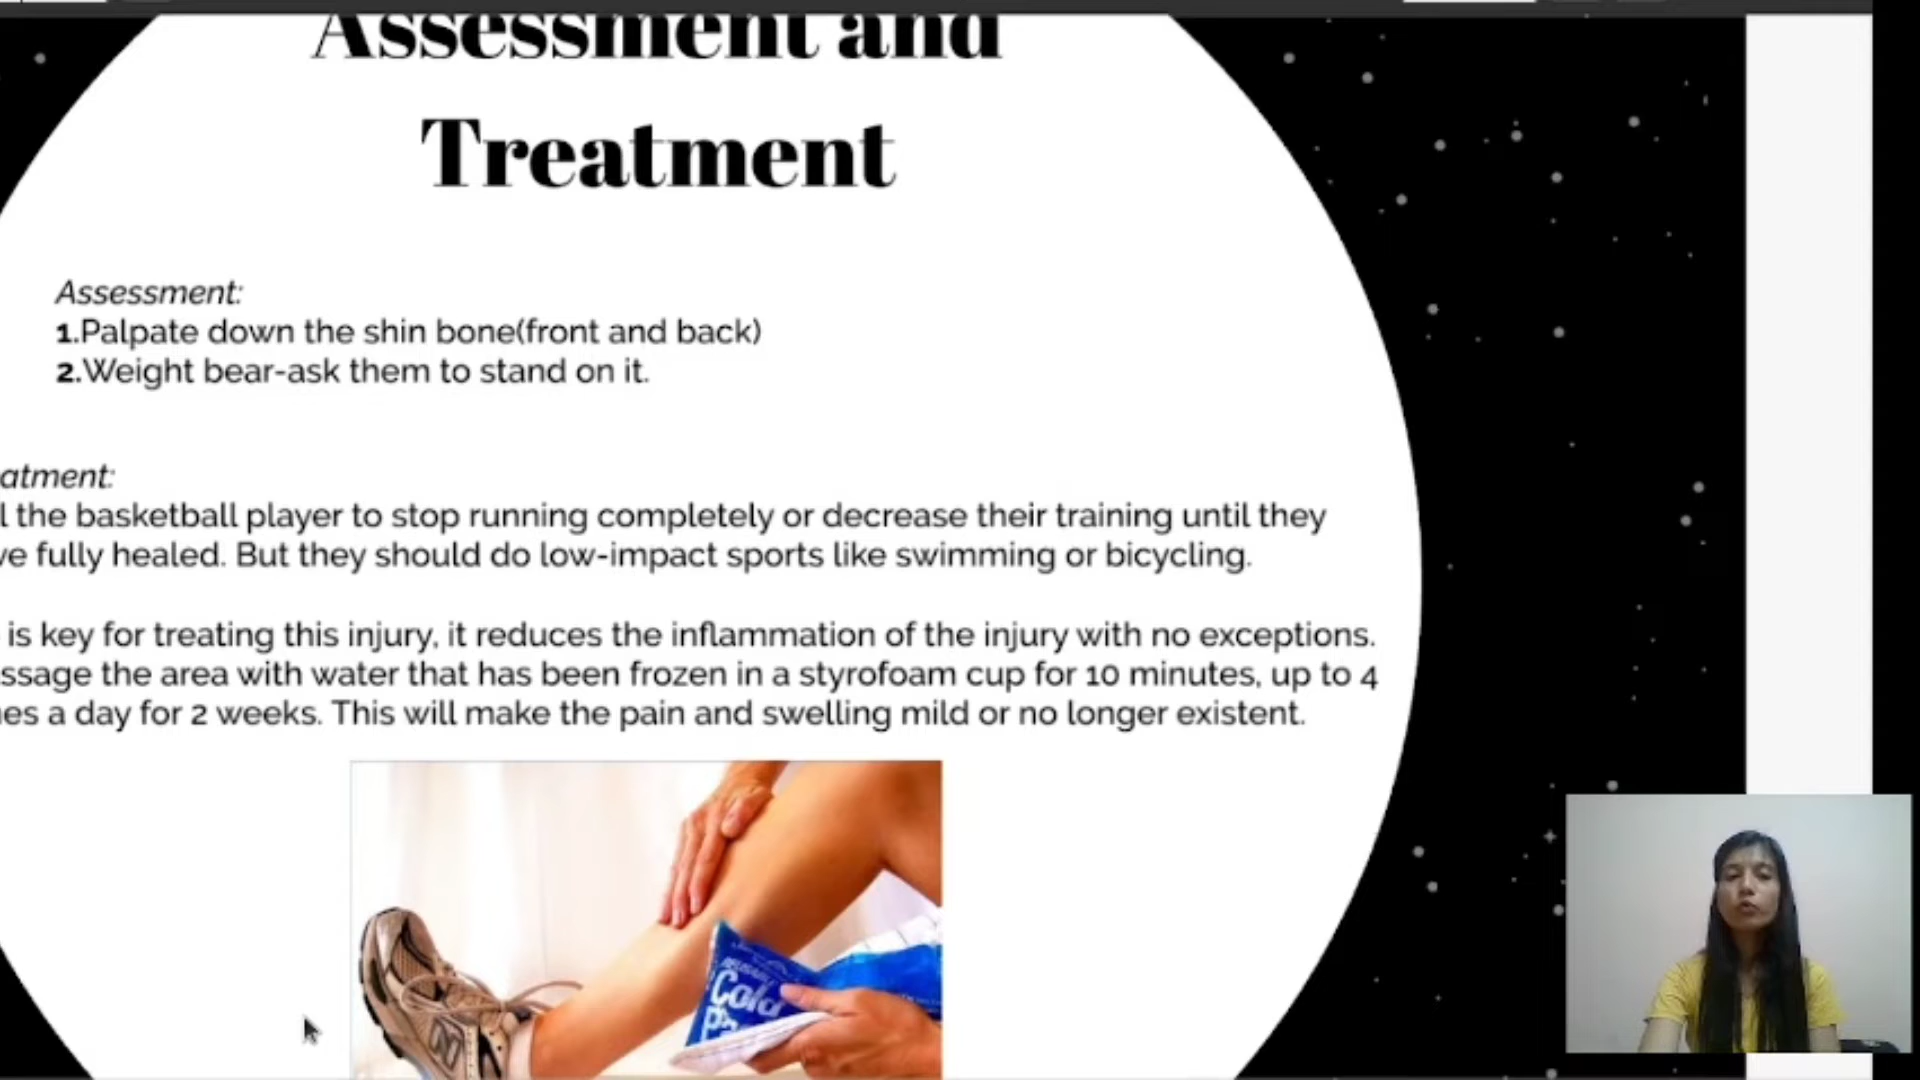 Assessment and
Treatment
Assessment:
1.Palpate down the shin bone(front and back)
2.Weight bear-ask them to stand on it.
atment:
l the basketball player to stop running completely or decrease their training until they
ve fully healed. But they should do low-impact sports like swimming or bicycling.
is key for treating this injury, it reduces the inflammation of the injury with no exceptions.
ssage the area with water that has been frozen in a styrofoam cup for 10 minutes, up to 4
es a day for 2 weeks. This will make the pain and swelling mild or no longer existent.
Cold